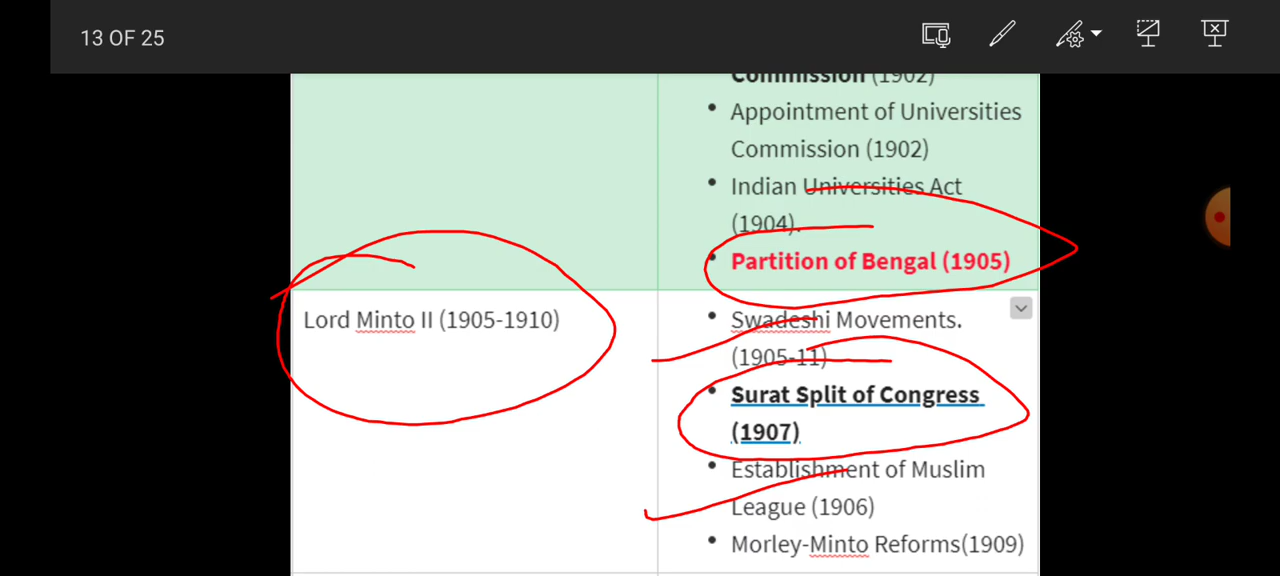 13 OF 25
Commission (1902)
Appointment of Universities
Commission (1902)
Indian Universities Act
(1904).
Partition of Bengal (1905)
Lord Minto II (1905-1910)
Swadeshi Movements.
(1905-11)
Surat Split of Congress
(1907)
Establishment of Muslim
League (1906)
Morley-Minto Reforms(1909)